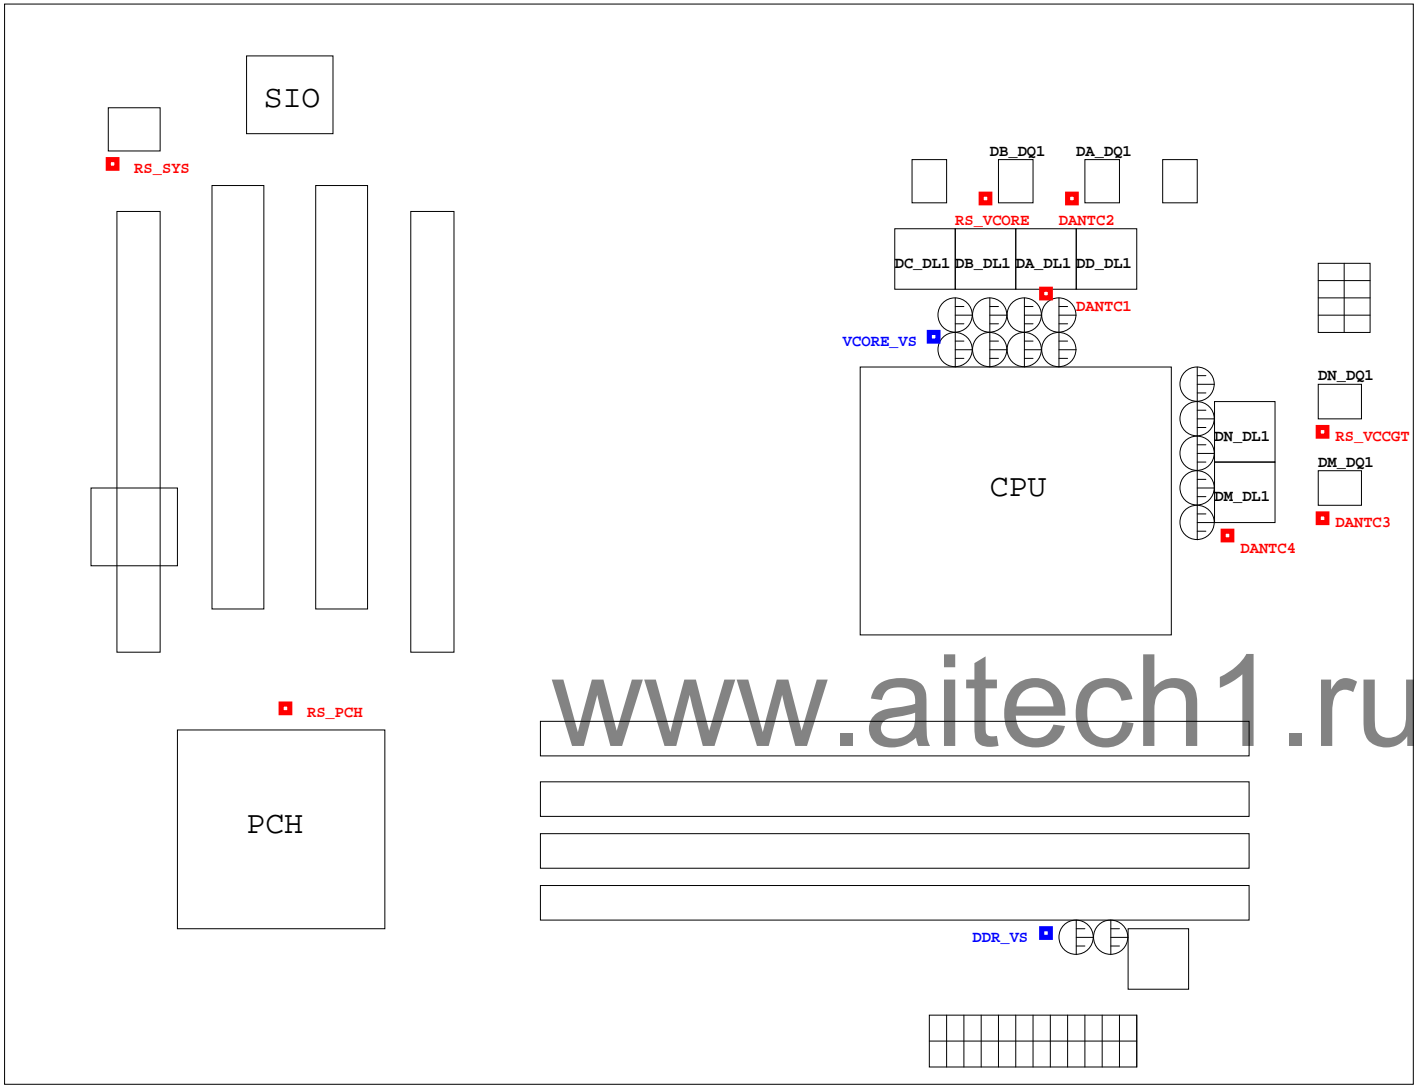 SIO
RS_SYS
DB_DQ1
DA_DQ1
RS_VCORE
DANTC2
DC_DL1
DB_DL1
DA_DL1
DD_DL1
DANTC1
VCORE_VS
DN_DQ1
RS_VCCGT
DN_DL1
DM_DQ1
CPU
DM_DL1
DANTC3
DANTC4
www.aitech1.ru
RS_PCH
PCH
DDR_VS